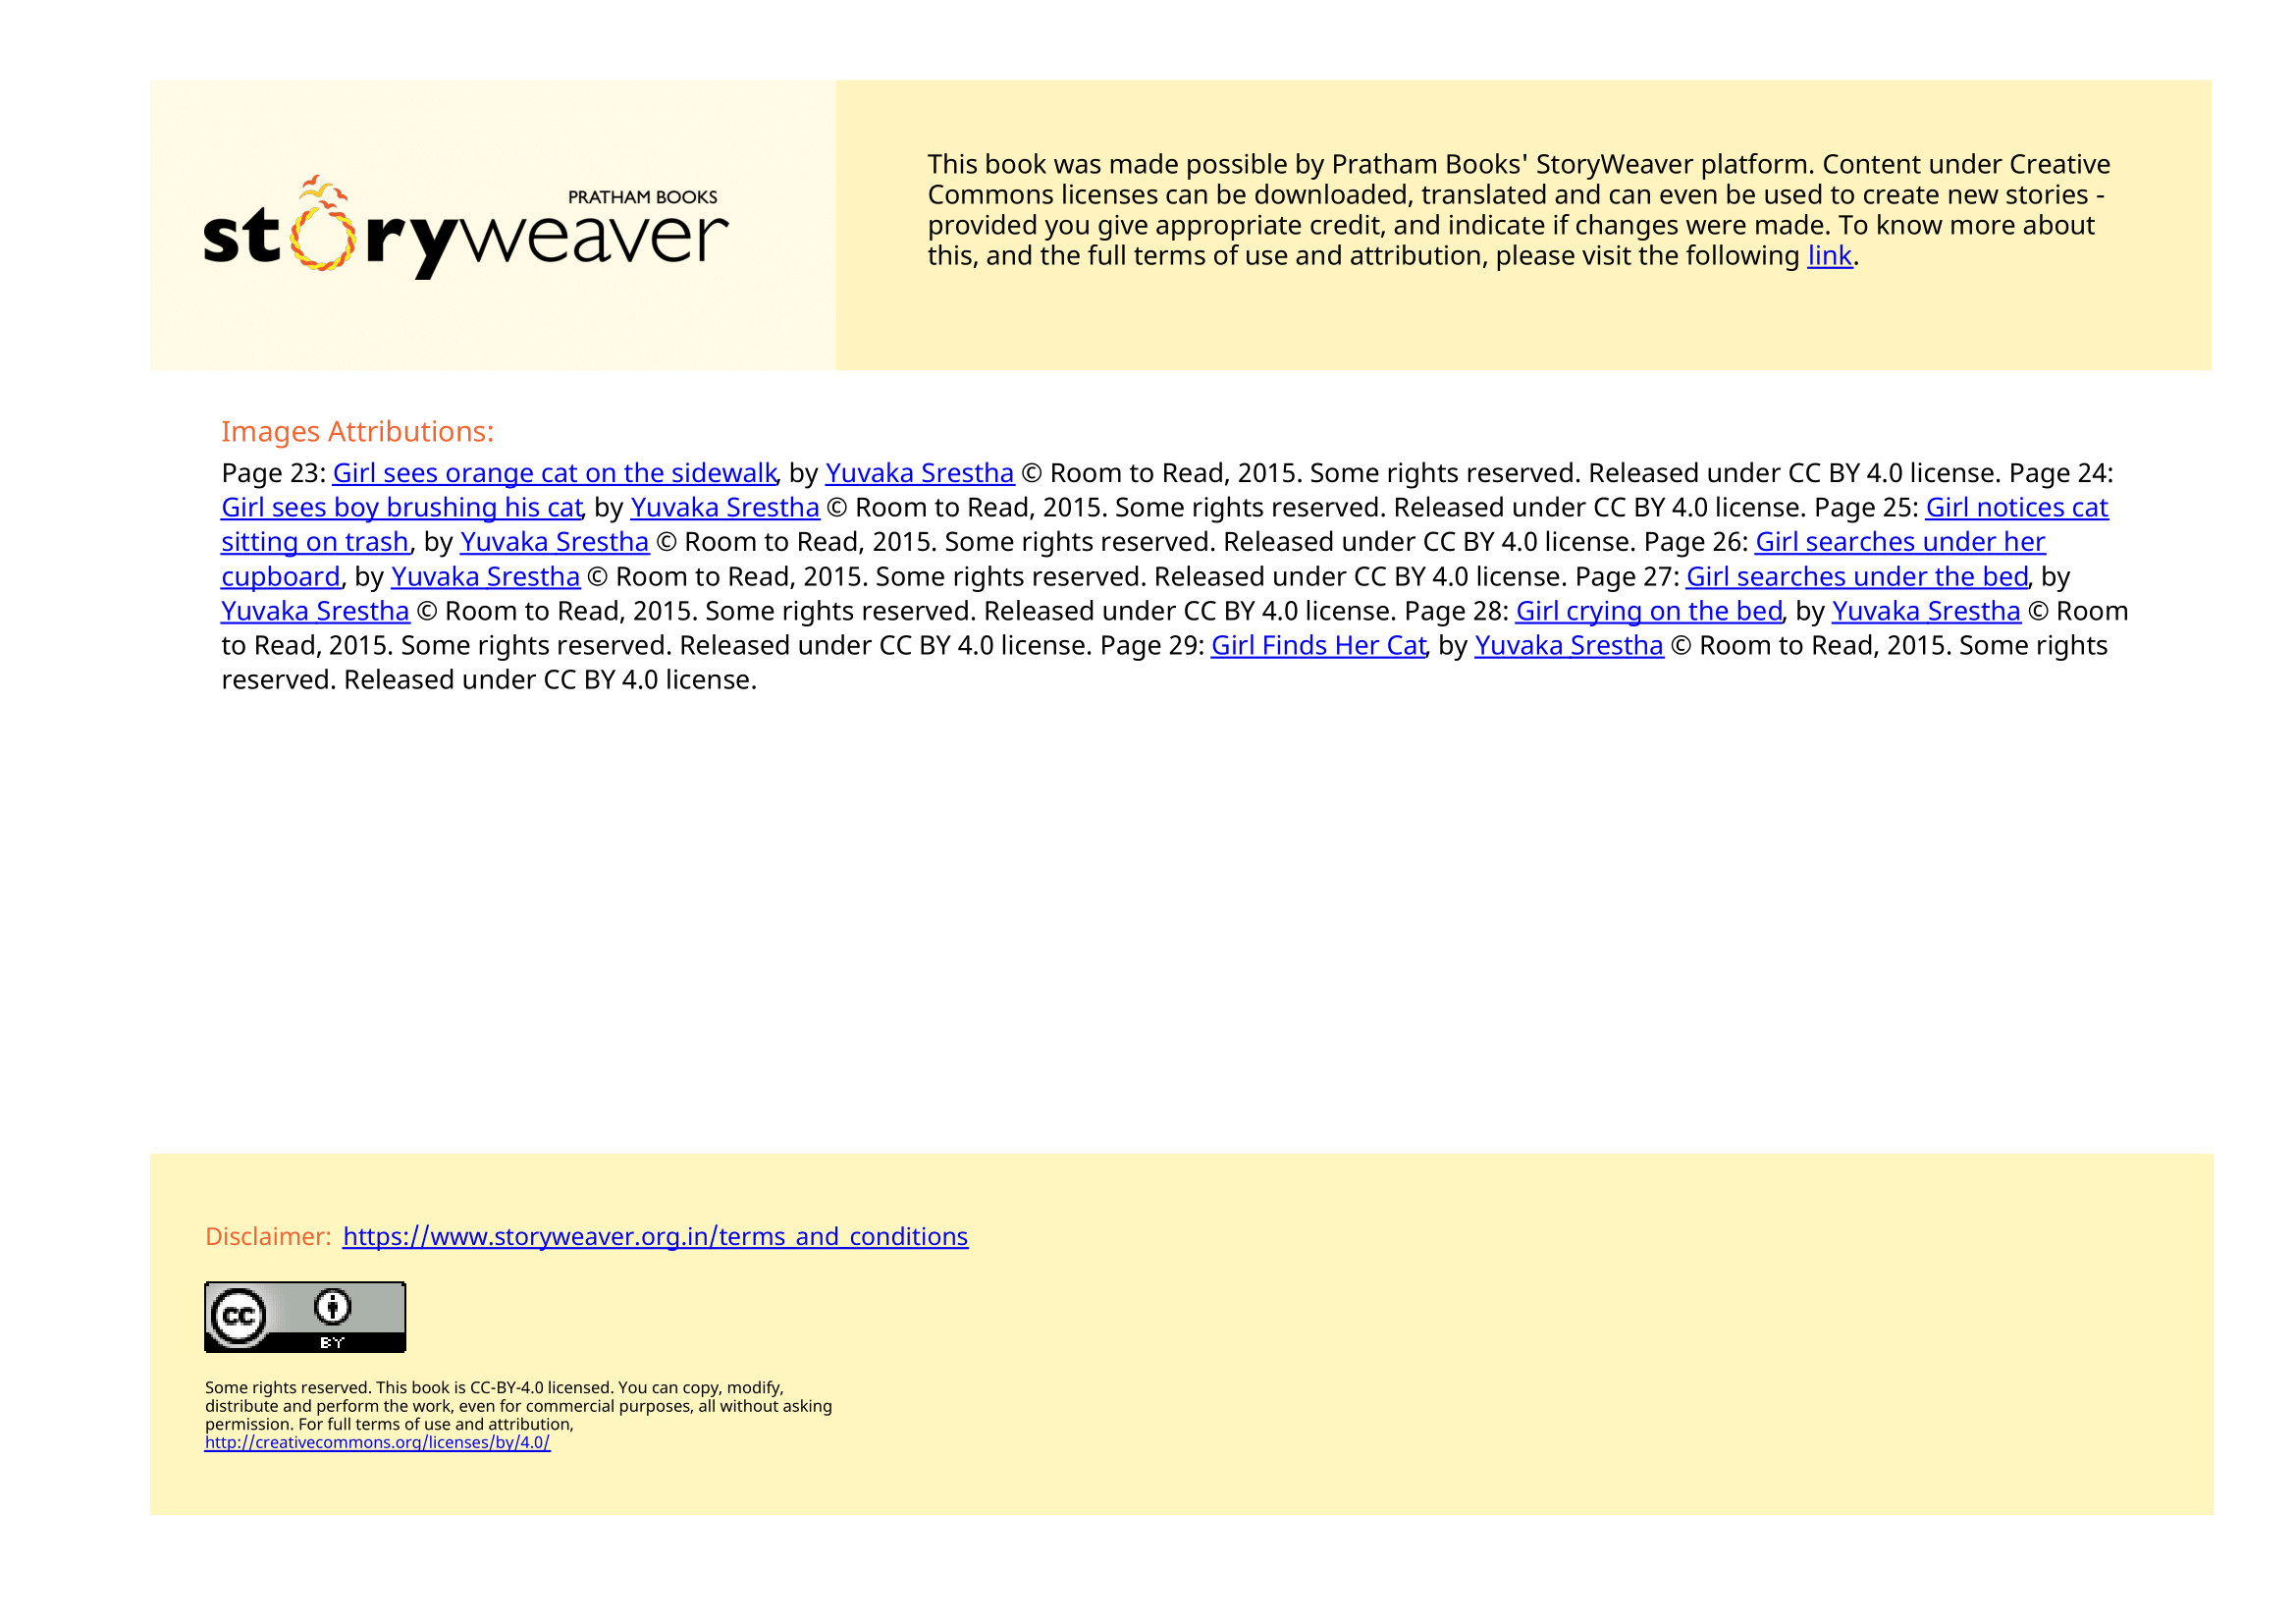 PRATHAM BOOKS
storyweaver
This book was made possible by Pratham Books' StoryWeaver platform. Content under Creative
Commons licenses can be downloaded, translated and can even be used to create new stories -
provided you give appropriate credit, and indicate if changes were made. To know more about
this, and the full terms of use and attribution, please visit the following link.
Images Attributions:
Page 23: Girl sees orange cat on the sidewalk, by Yuvaka Srestha © Room to Read, 2015. Some rights reserved. Released under CC BY 4.0 license. Page 24:
Girl sees boy brushing his cat, by Yuvaka Srestha © Room to Read, 2015. Some rights reserved. Released under CC BY 4.0 license. Page 25: Girl notices cat
sitting on trash, by Yuvaka Srestha © Room to Read, 2015. Some rights reserved. Released under CC BY 4.0 license. Page 26: Girl searches under her
cupboard, by Yuvaka Srestha © Room to Read, 2015. Some rights reserved. Released under CC BY 4.0 license. Page 27: Girl searches under the bed, by
Yuvaka Srestha © Room to Read, 2015. Some rights reserved. Released under CC BY 4.0 license. Page 28: Girl crying on the bed, by Yuvaka Srestha © Room
to Read, 2015. Some rights reserved. Released under CC BY 4.0 license. Page 29: Girl Finds Her Cat, by Yuvaka Srestha © Room to Read, 2015. Some rights
reserved. Released under CC BY 4.0 license.
Disclaimer: https://www.storyweaver.org.in/terms_and_conditions
cc
BY
Some rights reserved. This book is CC-BY-4.0 licensed. You can copy, modify,
distribute and perform the work, even for commercial purposes, all without asking
permission. For full terms of use and attribution,
http://creativecommons.org/licenses/by/4.0/